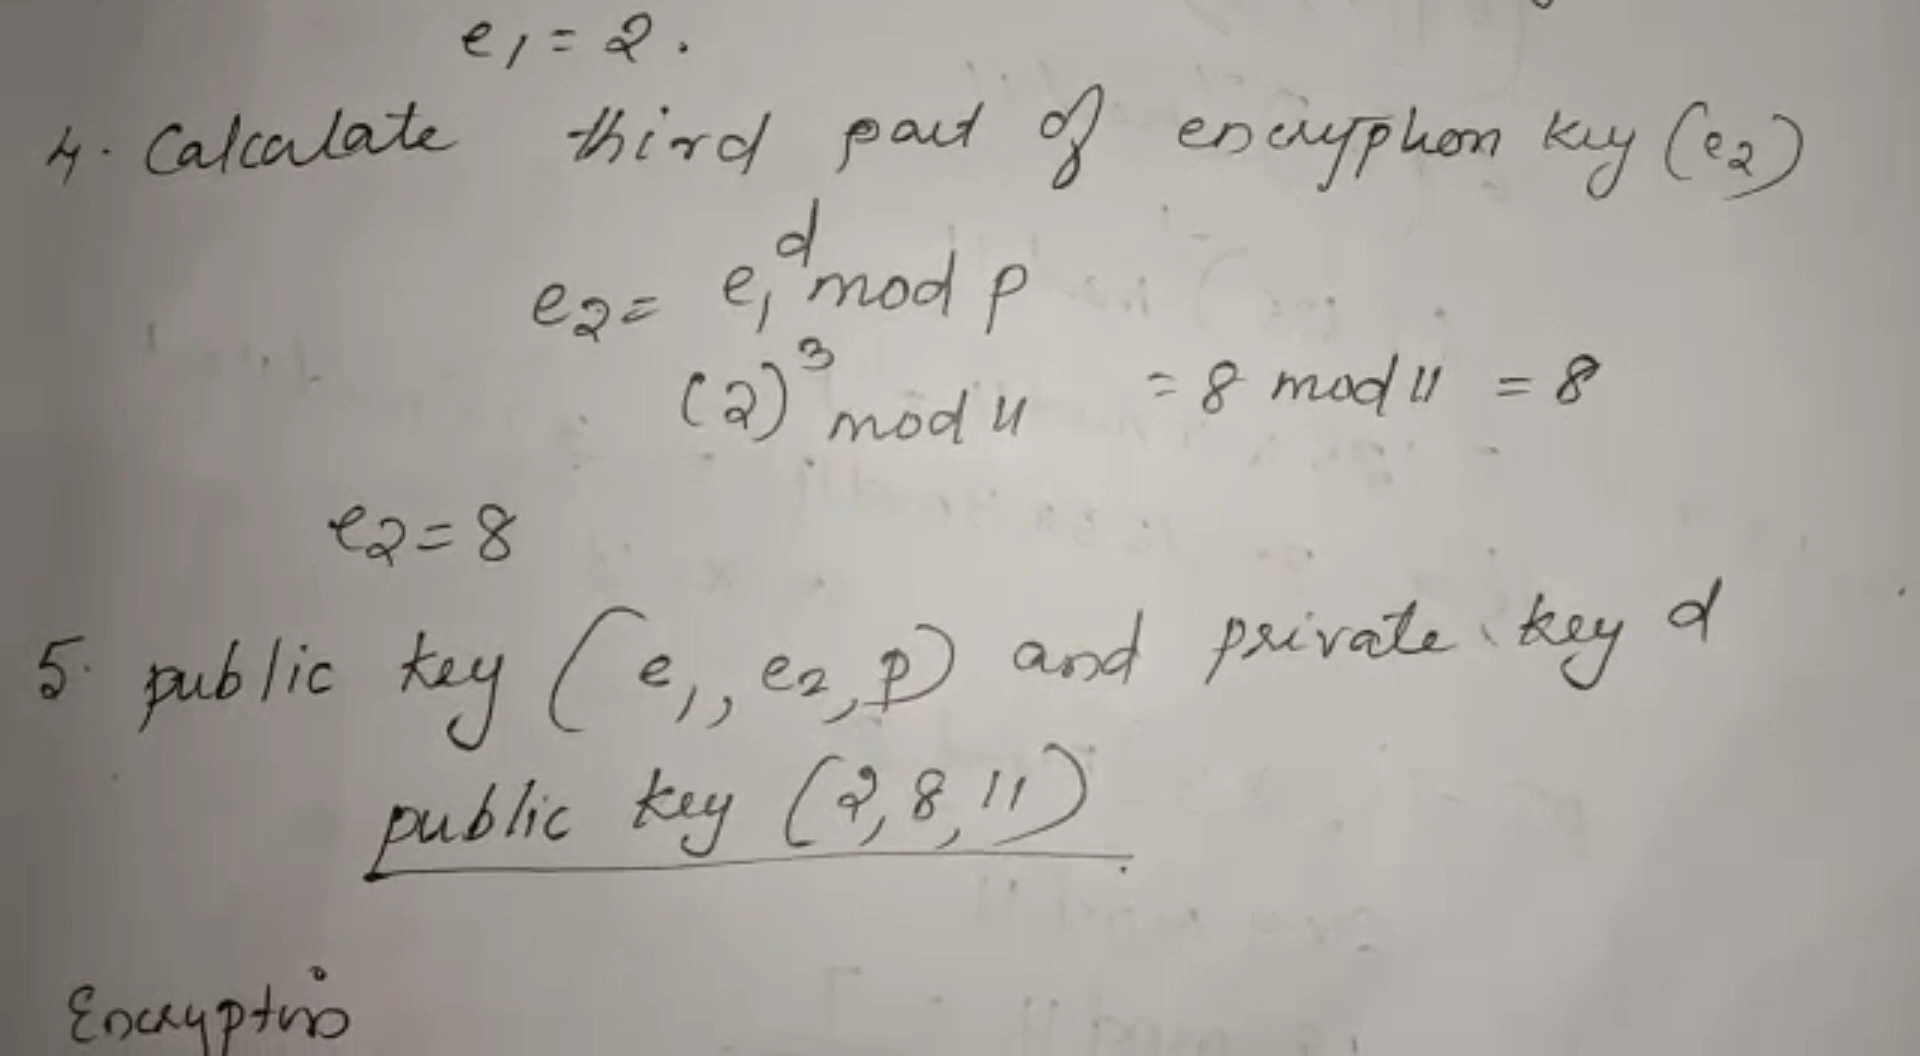 e₁ = 2.
4. Calculate third part of encryption key (e₂)
e₂ = e₁ᵈ mod p
(2)³ mod 11 = 8 mod 11 = 8
e₂ = 8
5. public key (e₁, e₂, p) and private key d
public key (2, 8, 11)
Encryption